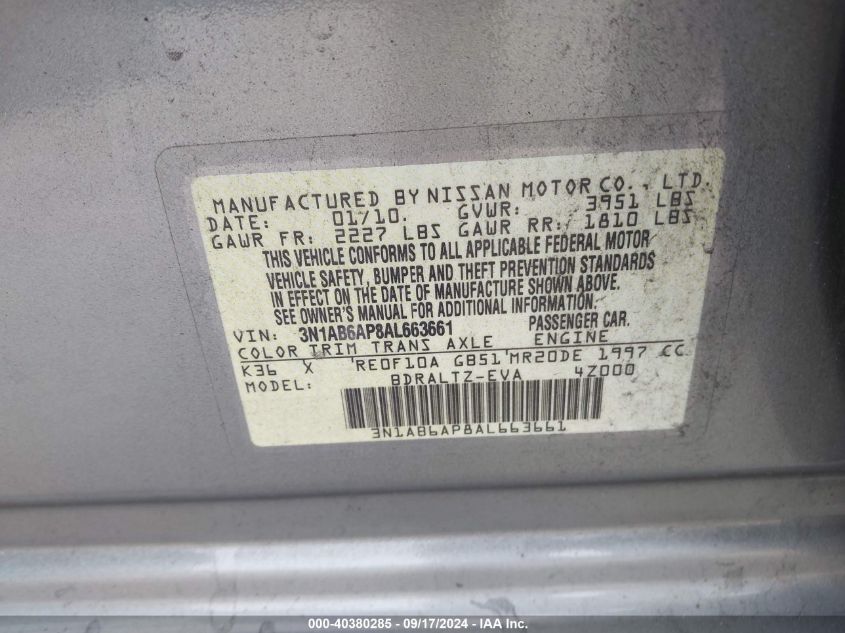 MANUFACTURED BY NISSAN MOTOR CO., LTD.
DATE: 01/10. GVWR: 3951 LBS
GAWR FR: 2227 LBS GAWR RR: 1810 LBS
THIS VEHICLE CONFORMS TO ALL APPLICABLE FEDERAL MOTOR
VEHICLE SAFETY, BUMPER AND THEFT PREVENTION STANDARDS
IN EFFECT ON THE DATE OF MANUFACTURE SHOWN ABOVE.
SEE OWNER'S MANUAL FOR ADDITIONAL INFORMATION.
VIN: 3N1AB6AP8AL663661 PASSENGER CAR.
COLOR TRIM TRANS AXLE ENGINE
K36 X 'RE0F10A GB51'MR20DE 1997 CC
MODEL: BDRALTZ-EVA 4Z000
3N1AB6AP8AL663661
000-40380285 - 09/17/2024 - IAA, Inc.